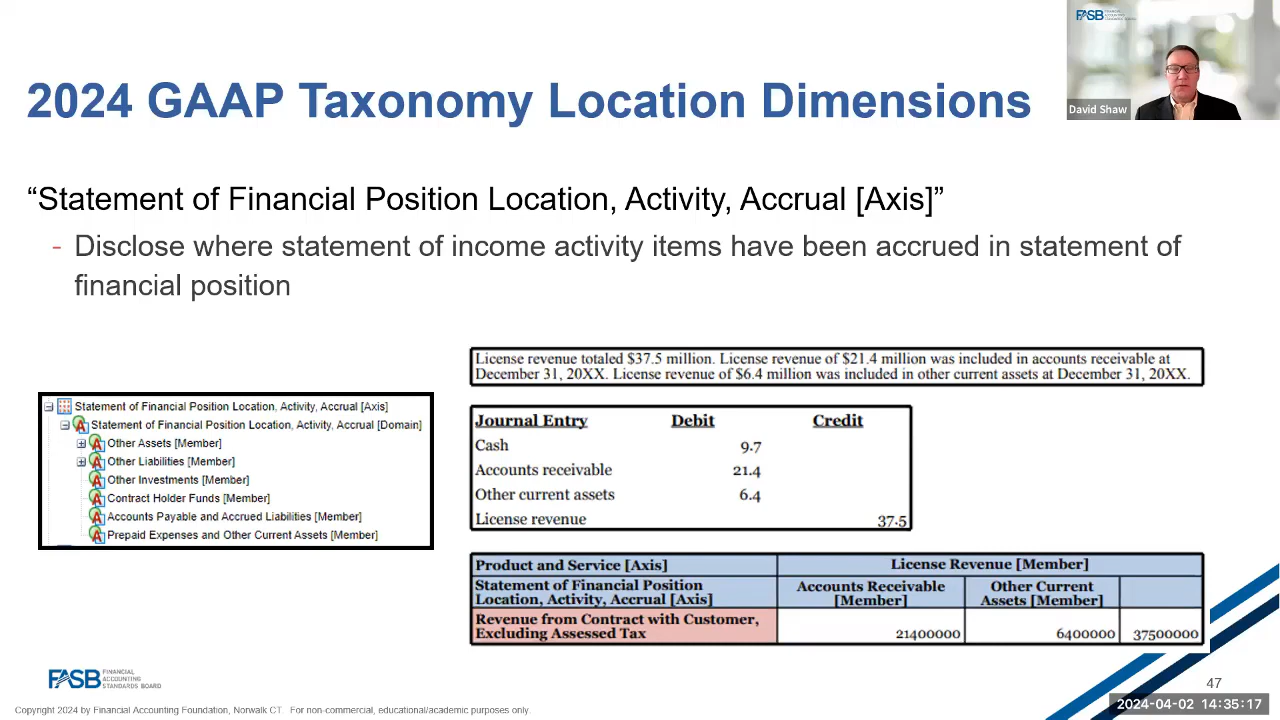 FASB FINANCIAL
ACCOUNTING
STANDARDS BOARD
David Shaw
2024 GAAP Taxonomy Location Dimensions
“Statement of Financial Position Location, Activity, Accrual [Axis]”
- Disclose where statement of income activity items have been accrued in statement of
financial position
License revenue totaled $37.5 million. License revenue of $21.4 million was included in accounts receivable at
December 31, 20XX. License revenue of $6.4 million was included in other current assets at December 31, 20XX.
Statement of Financial Position Location, Activity, Accrual [Axis]
Statement of Financial Position Location, Activity, Accrual [Domain]
Other Assets [Member]
Other Liabilities [Member]
Other Investments [Member]
Contract Holder Funds [Member]
Accounts Payable and Accrued Liabilities [Member]
Prepaid Expenses and Other Current Assets [Member]
Journal Entry Debit Credit
Cash 9.7
Accounts receivable 21.4
Other current assets 6.4
License revenue 37.5
Product and Service [Axis] License Revenue [Member]
Statement of Financial Position
Location, Activity, Accrual [Axis]
Accounts Receivable
[Member]
Other Current
Assets [Member]
Revenue from Contract with Customer,
Excluding Assessed Tax
21400000 6400000 37500000
FASB FINANCIAL
ACCOUNTING
STANDARDS BOARD
47
2024-04-02 14:35:17
Copyright 2024 by Financial Accounting Foundation, Norwalk CT. For non-commercial, educational/academic purposes only.